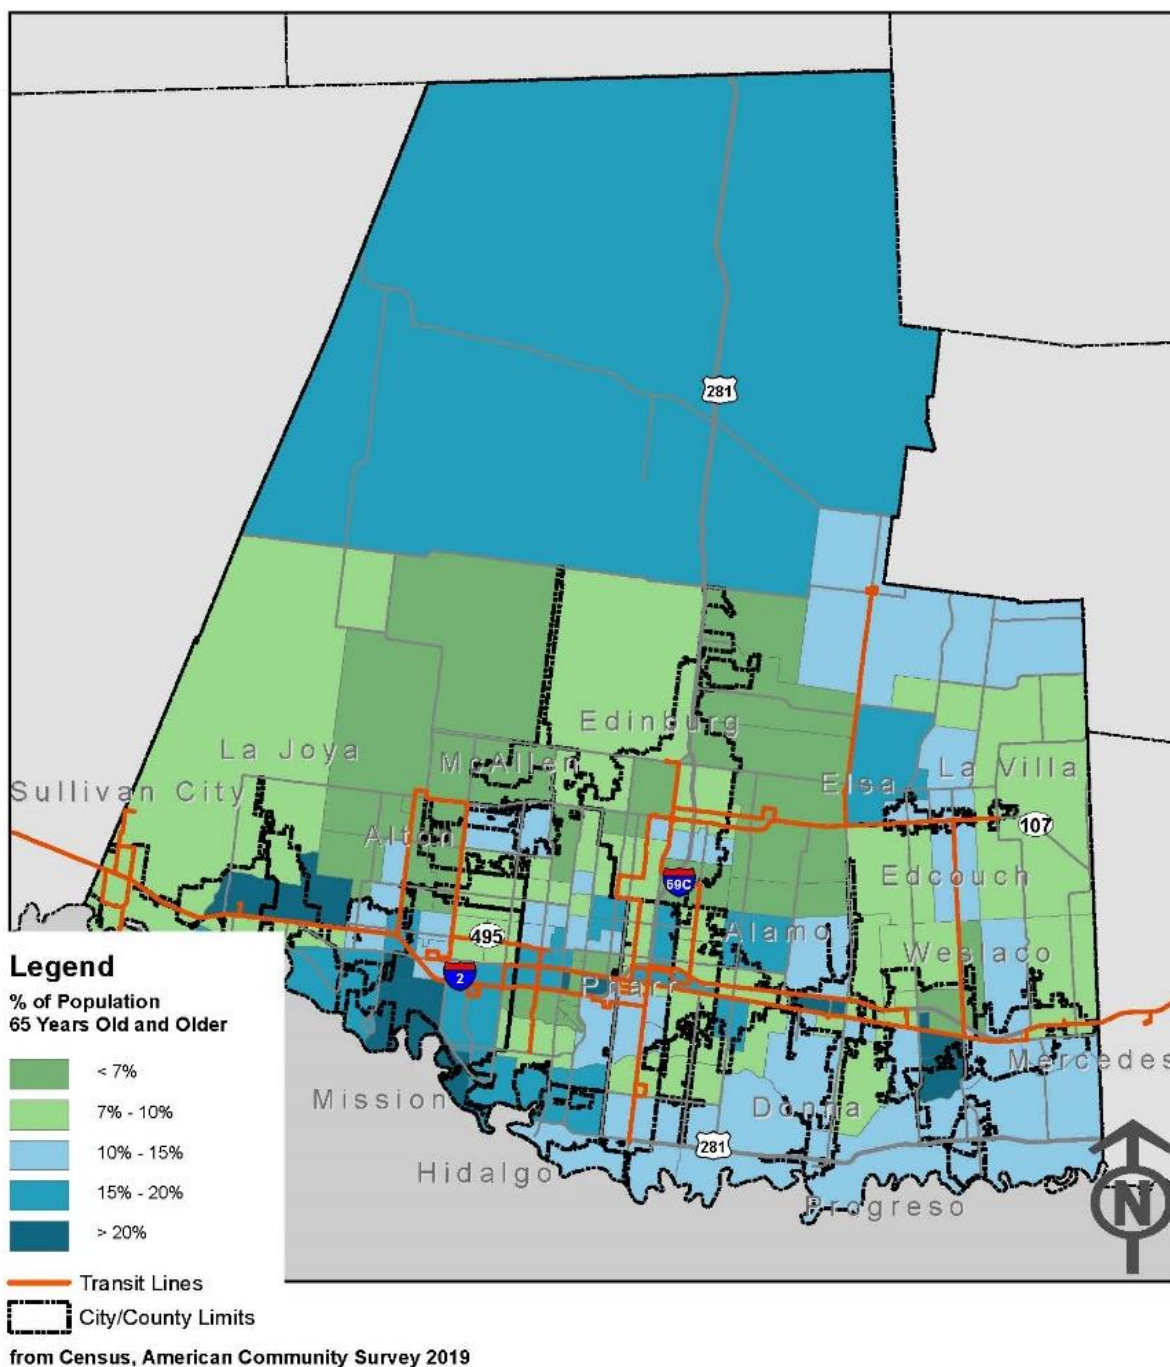 281
Edinburg
La Joya
McAllen
Sullivan City
Elsa
La Villa
Alton
107
69C
Edcouch
495
Alamo
Weslaco
2
Pharr
Mercedes
Mission
Donna
281
Hidalgo
Progreso
N
Legend
% of Population
65 Years Old and Older
< 7%
7% - 10%
10% - 15%
15% - 20%
> 20%
Transit Lines
City/County Limits
from Census, American Community Survey 2019